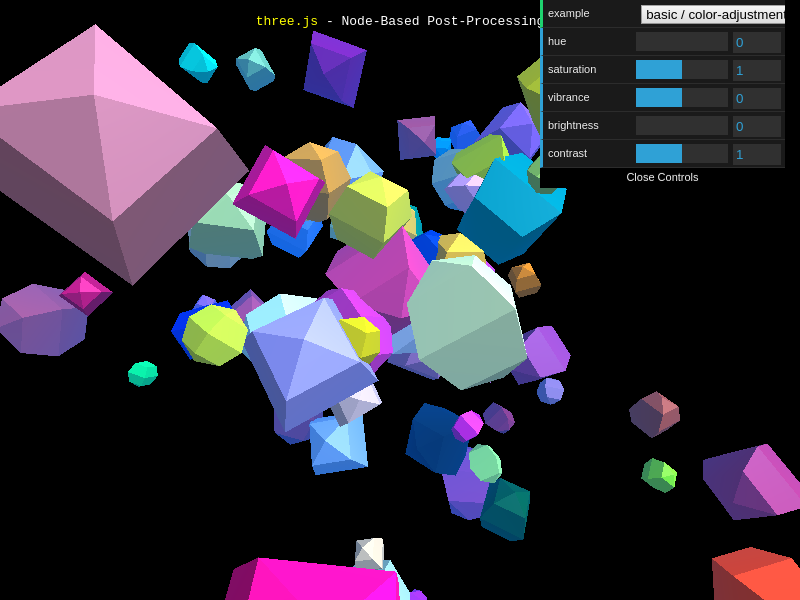 three.js - Node-Based Post-Processing
example basic / color-adjustment
hue 0
saturation 1
vibrance 0
brightness 0
contrast 1
Close Controls